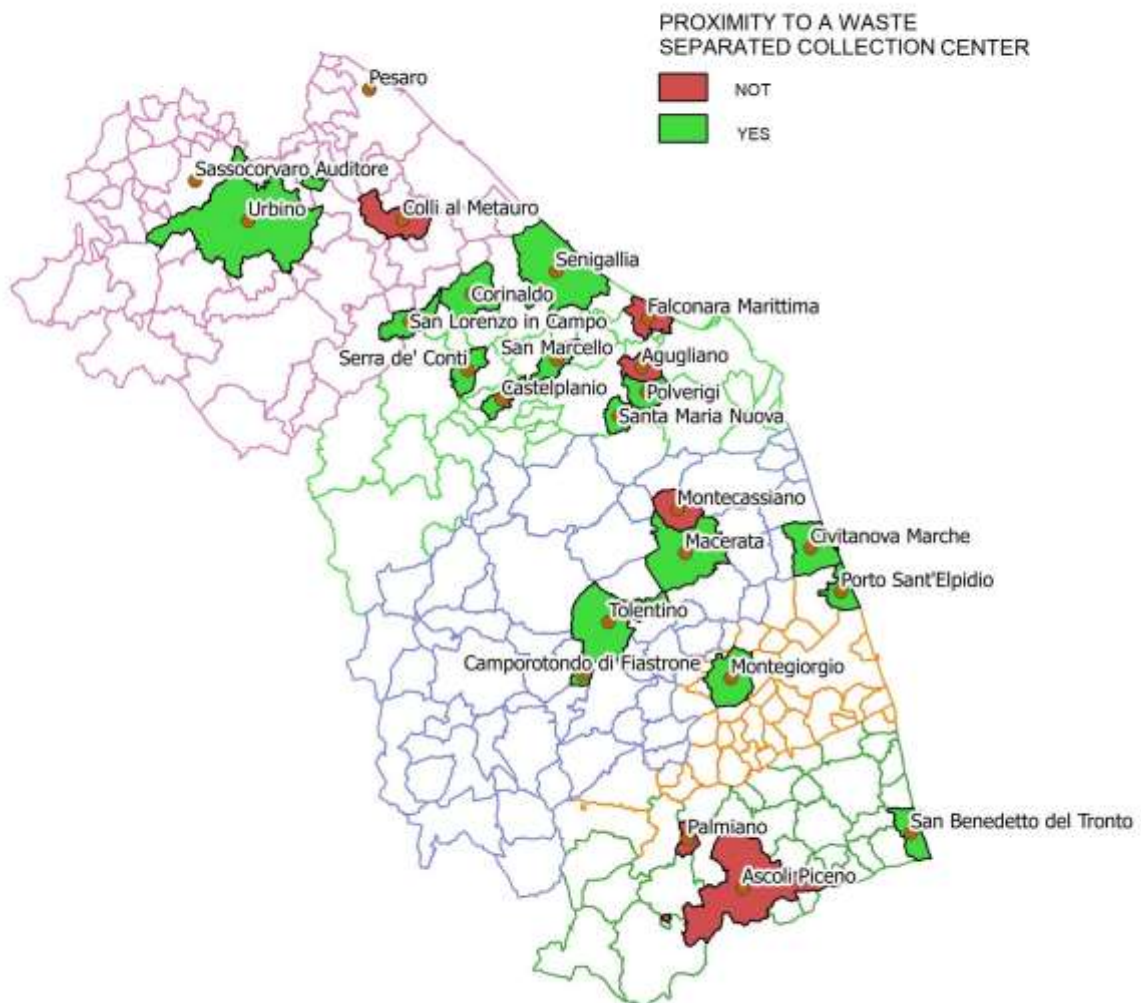 PROXIMITY TO A WASTE
SEPARATED COLLECTION CENTER
NOT
YES
Pesaro
Sassocorvaro Auditore
Urbino
Colli al Metauro
Senigallia
Corinaldo
Falconara Marittima
San Lorenzo in Campo
San Marcello
Serra de' Conti
Agugliano
Castelplanio
Polverigi
Santa Maria Nuova
Montecassiano
Macerata
Civitanova Marche
Porto Sant'Elpidio
Tolentino
Camporotondo di Fiastrone
Montegiorgio
Palmiano
San Benedetto del Tronto
Ascoli Piceno